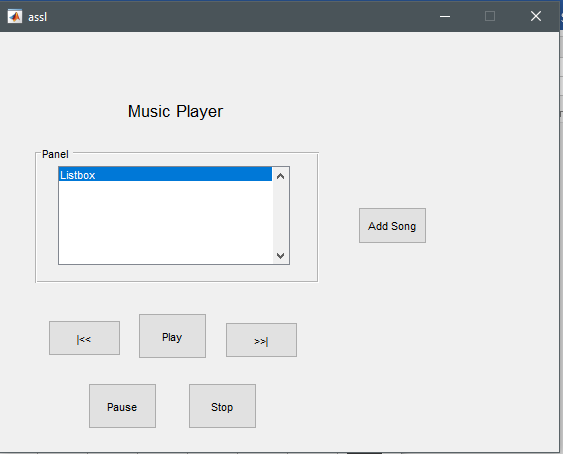 assl
Music Player
Panel
Listbox
Add Song
|<<
Play
>>|
Pause
Stop